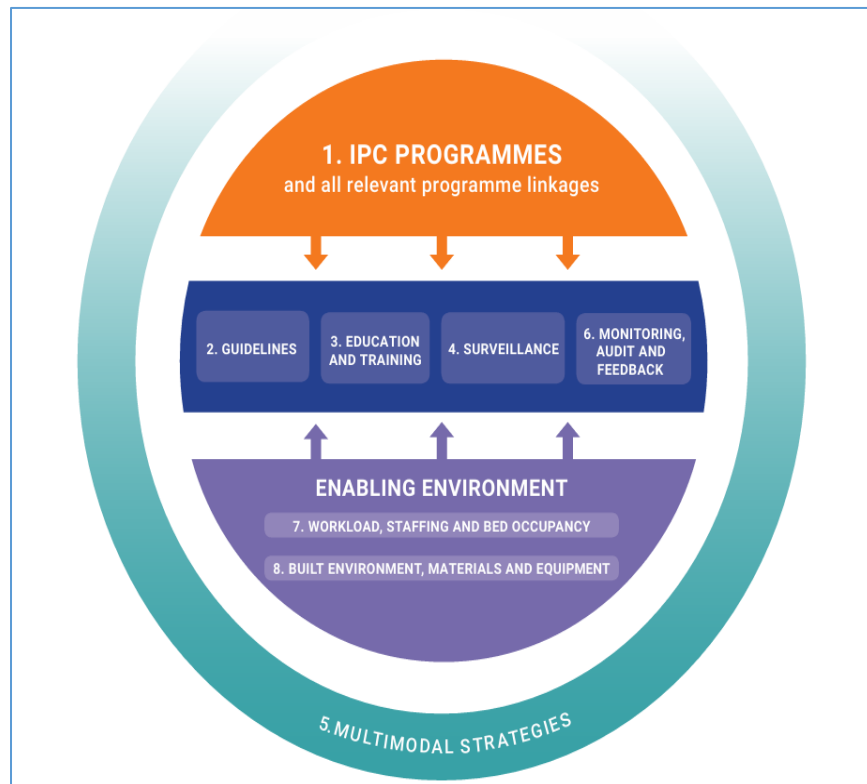 1. IPC PROGRAMMES
and all relevant programme linkages
2. GUIDELINES
3. EDUCATION
AND TRAINING
4. SURVEILLANCE
6. MONITORING,
AUDIT AND
FEEDBACK
ENABLING ENVIRONMENT
7. WORKLOAD, STAFFING AND BED OCCUPANCY
8. BUILT ENVIRONMENT, MATERIALS AND EQUIPMENT
5.MULTIMODAL STRATEGIES